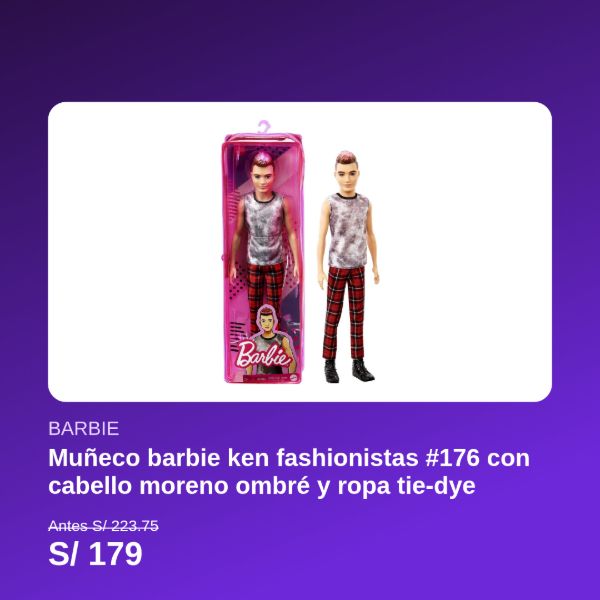 Barbie
BARBIE
Muñeco barbie ken fashionistas #176 con
cabello moreno ombré y ropa tie-dye
Antes S/ 223.75
S/ 179